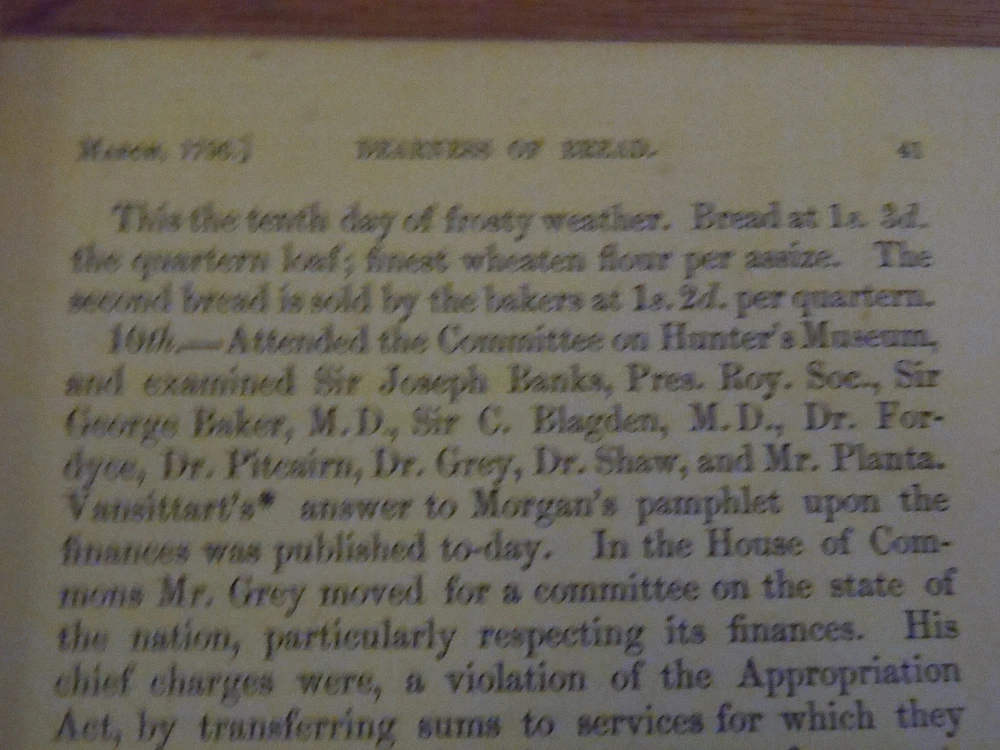 March, 1796.] DEARNESS OF BREAD. 41
This the tenth day of frosty weather. Bread at 1s. 3d.
the quartern loaf; finest wheaten flour per assize. The
second bread is sold by the bakers at 1s. 2d. per quartern.
10th.—Attended the Committee on Hunter's Museum,
and examined Sir Joseph Banks, Pres. Roy. Soc., Sir
George Baker, M.D., Sir C. Blagden, M.D., Dr. For-
dyce, Dr. Pitcairn, Dr. Grey, Dr. Shaw, and Mr. Planta.
Vansittart's* answer to Morgan's pamphlet upon the
finances was published to-day. In the House of Com-
mons Mr. Grey moved for a committee on the state of
the nation, particularly respecting its finances. His
chief charges were, a violation of the Appropriation
Act, by transferring sums to services for which they